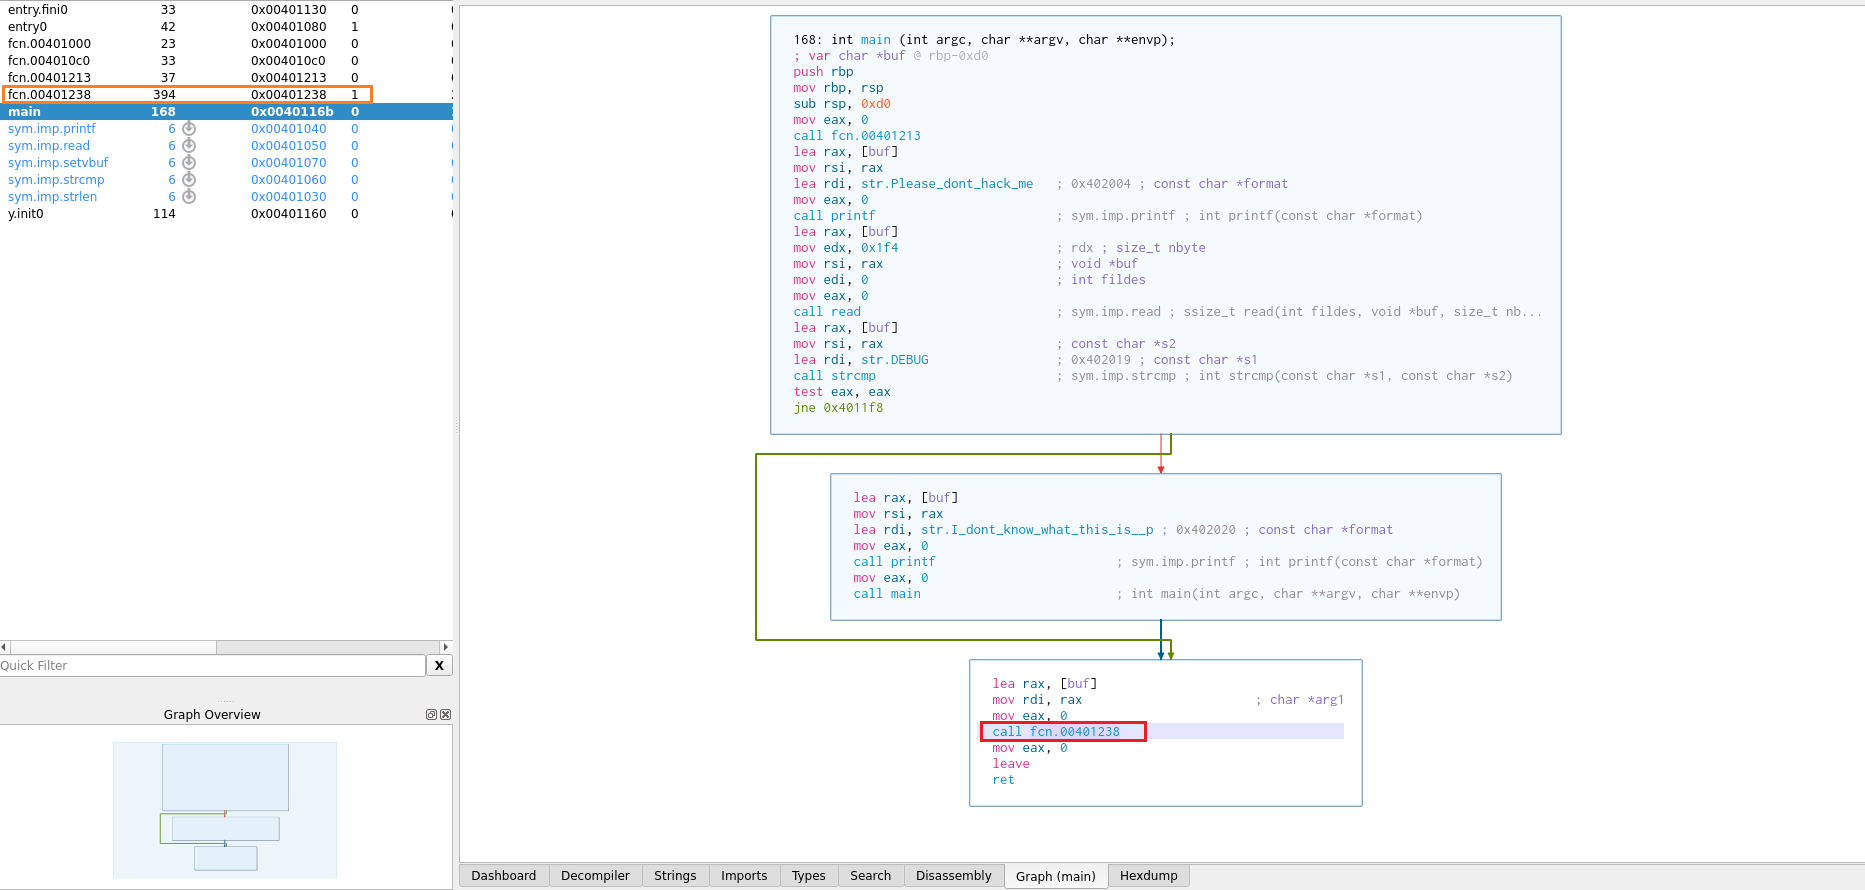 entry.fini0 33 0x00401130 0
entry0 42 0x00401080 1
fcn.00401000 23 0x00401000 0
fcn.004010c0 33 0x004010c0 0
fcn.00401213 37 0x00401213 0
fcn.00401238 394 0x00401238 1
main 168 0x0040116b 0
sym.imp.printf 6 0x00401040 0
sym.imp.read 6 0x00401050 0
sym.imp.setvbuf 6 0x00401070 0
sym.imp.strcmp 6 0x00401060 0
sym.imp.strlen 6 0x00401030 0
y.init0 114 0x00401160 0
Quick Filter X
Graph Overview
168: int main (int argc, char **argv, char **envp);
; var char *buf @ rbp-0xd0
push rbp
mov rbp, rsp
sub rsp, 0xd0
mov eax, 0
call fcn.00401213
lea rax, [buf]
mov rsi, rax
lea rdi, str.Please_dont_hack_me ; 0x402004 ; const char *format
mov eax, 0
call printf ; sym.imp.printf ; int printf(const char *format)
lea rax, [buf]
mov edx, 0x1f4 ; rdx ; size_t nbyte
mov rsi, rax ; void *buf
mov edi, 0 ; int fildes
mov eax, 0
call read ; sym.imp.read ; ssize_t read(int fildes, void *buf, size_t nb...
lea rax, [buf]
mov rsi, rax ; const char *s2
lea rdi, str.DEBUG ; 0x402019 ; const char *s1
call strcmp ; sym.imp.strcmp ; int strcmp(const char *s1, const char *s2)
test eax, eax
jne 0x4011f8
lea rax, [buf]
mov rsi, rax
lea rdi, str.I_dont_know_what_this_is__p ; 0x402020 ; const char *format
mov eax, 0
call printf ; sym.imp.printf ; int printf(const char *format)
mov eax, 0
call main ; int main(int argc, char **argv, char **envp)
lea rax, [buf]
mov rdi, rax ; char *arg1
mov eax, 0
call fcn.00401238
mov eax, 0
leave
ret
Dashboard Decompiler Strings Imports Types Search Disassembly Graph (main) Hexdump